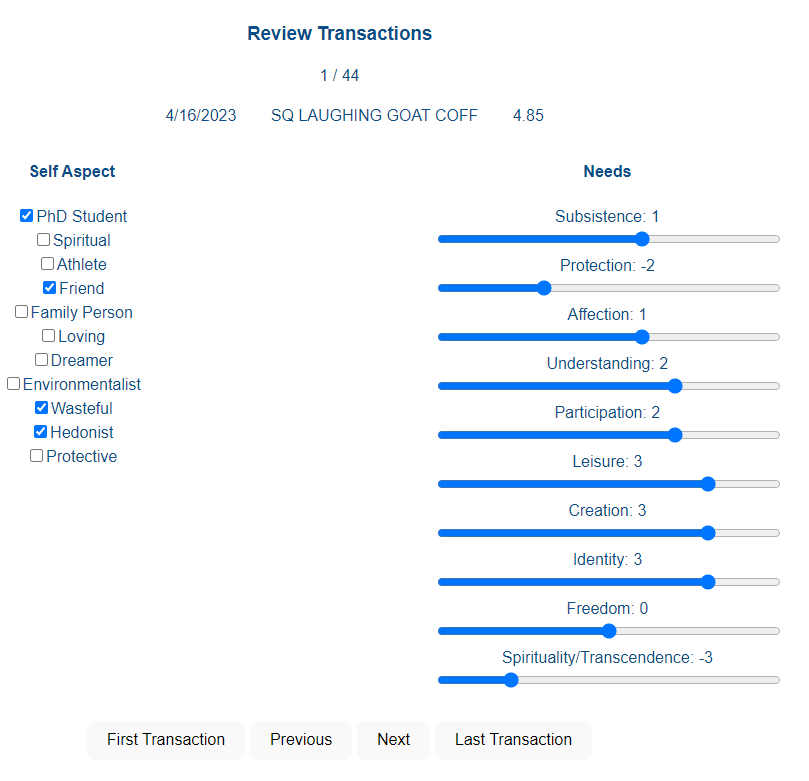 Review Transactions
1 / 44
4/16/2023 SQ LAUGHING GOAT COFF 4.85
Self Aspect
PhD Student
Spiritual
Athlete
Friend
Family Person
Loving
Dreamer
Environmentalist
Wasteful
Hedonist
Protective
Needs
Subsistence: 1
Protection: -2
Affection: 1
Understanding: 2
Participation: 2
Leisure: 3
Creation: 3
Identity: 3
Freedom: 0
Spirituality/Transcendence: -3
First Transaction Previous Next Last Transaction